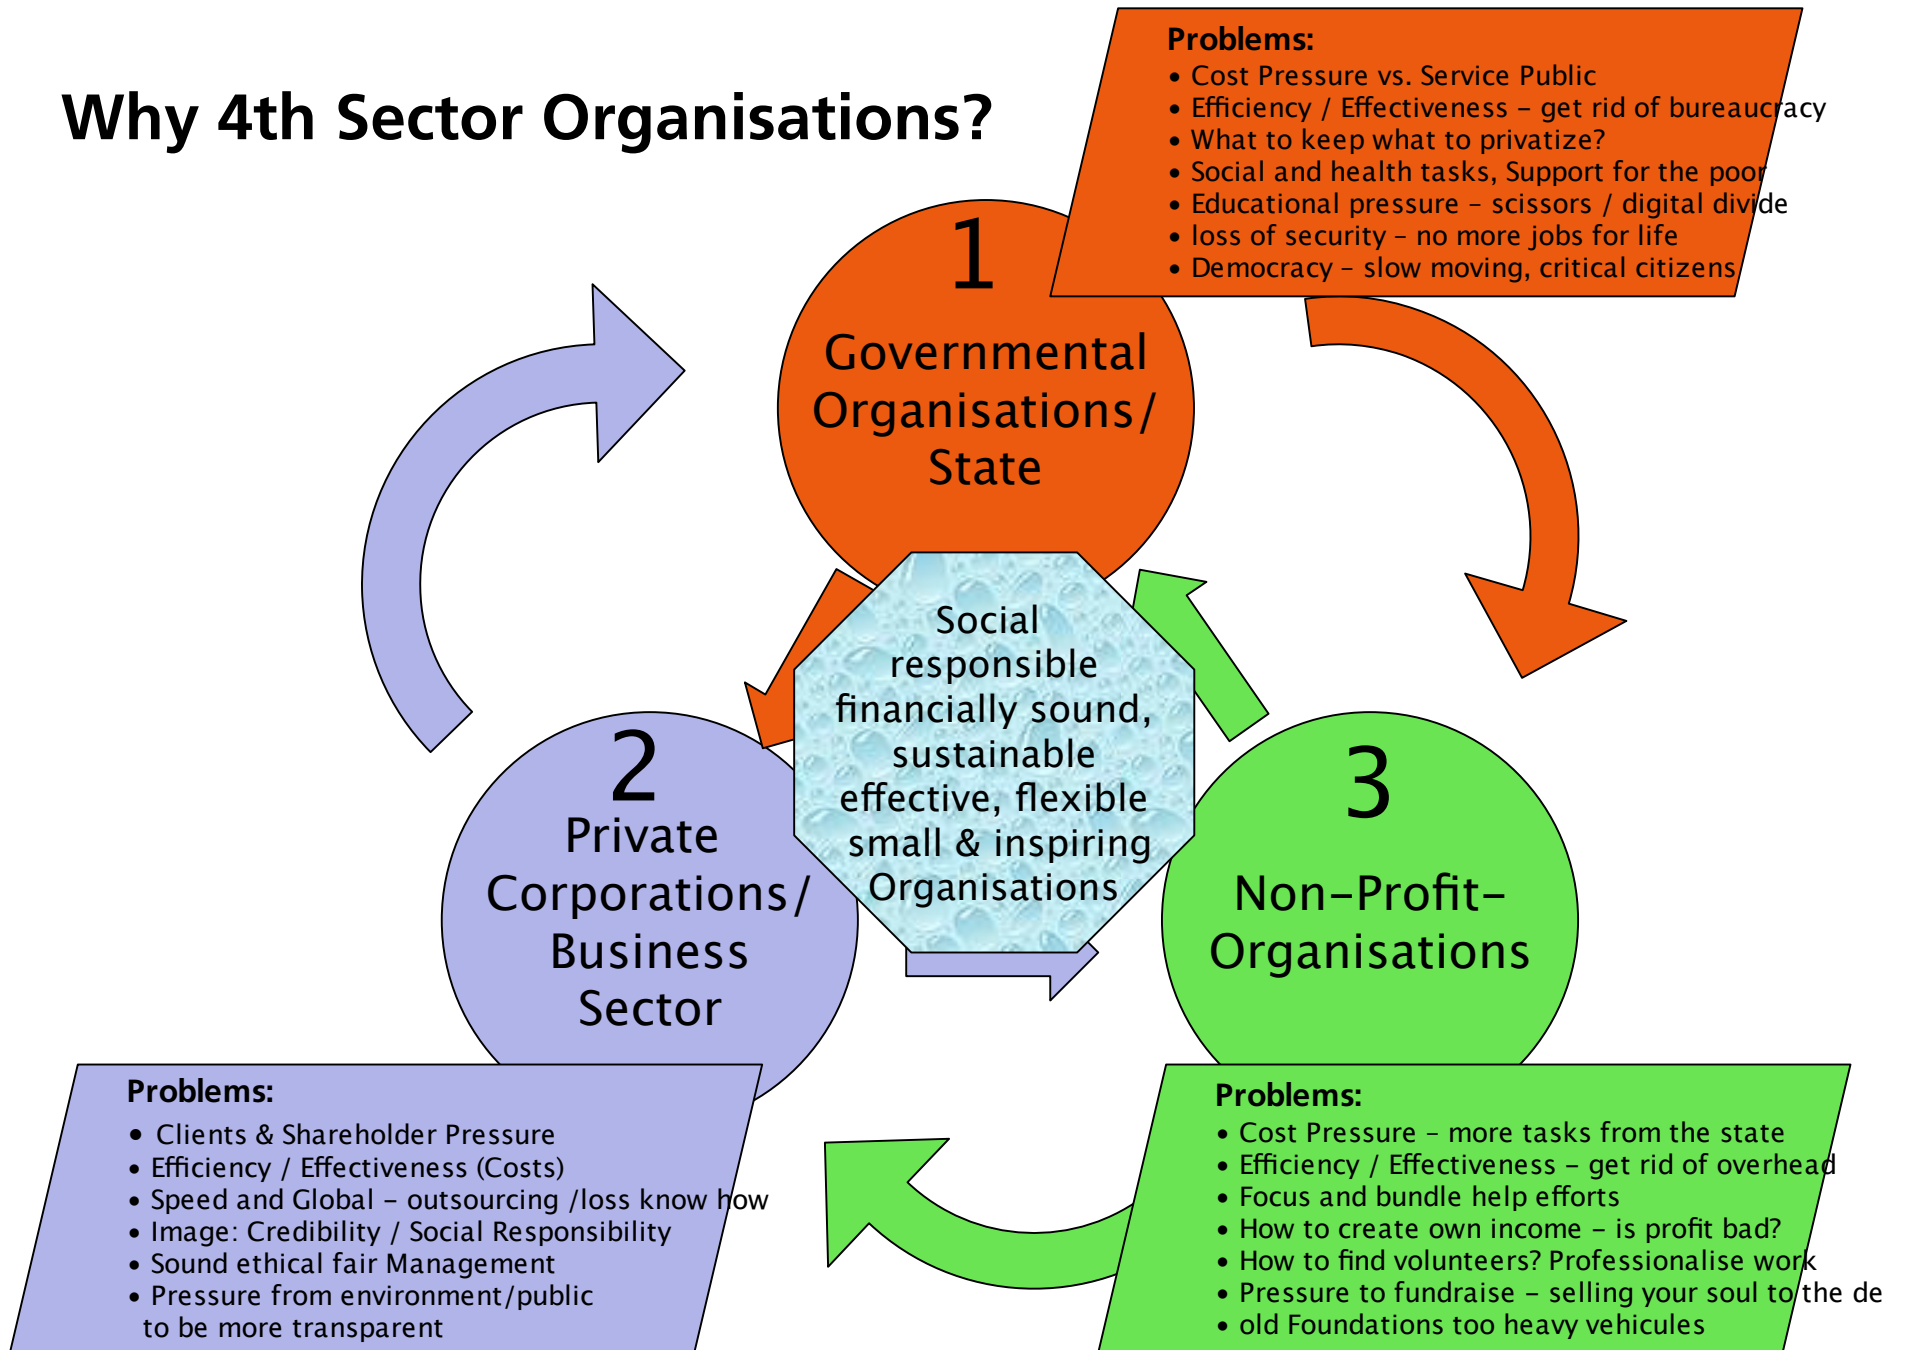 Why 4th Sector Organisations?
Problems:
• Cost Pressure vs. Service Public
• Efficiency / Effectiveness – get rid of bureaucracy
• What to keep what to privatize?
• Social and health tasks, Support for the poor
• Educational pressure – scissors / digital divide
• loss of security – no more jobs for life
• Democracy – slow moving, critical citizens
1
Governmental
Organisations/
State
Social
responsible
financially sound,
sustainable
effective, flexible
small & inspiring
Organisations
2
Private
Corporations/
Business
Sector
3
Non–Profit–
Organisations
Problems:
• Clients & Shareholder Pressure
• Efficiency / Effectiveness (Costs)
• Speed and Global – outsourcing /loss know how
• Image: Credibility / Social Responsibility
• Sound ethical fair Management
• Pressure from environment/public
to be more transparent
Problems:
• Cost Pressure – more tasks from the state
• Efficiency / Effectiveness – get rid of overhead
• Focus and bundle help efforts
• How to create own income – is profit bad?
• How to find volunteers? Professionalise work
• Pressure to fundraise – selling your soul to the de
• old Foundations too heavy vehicules